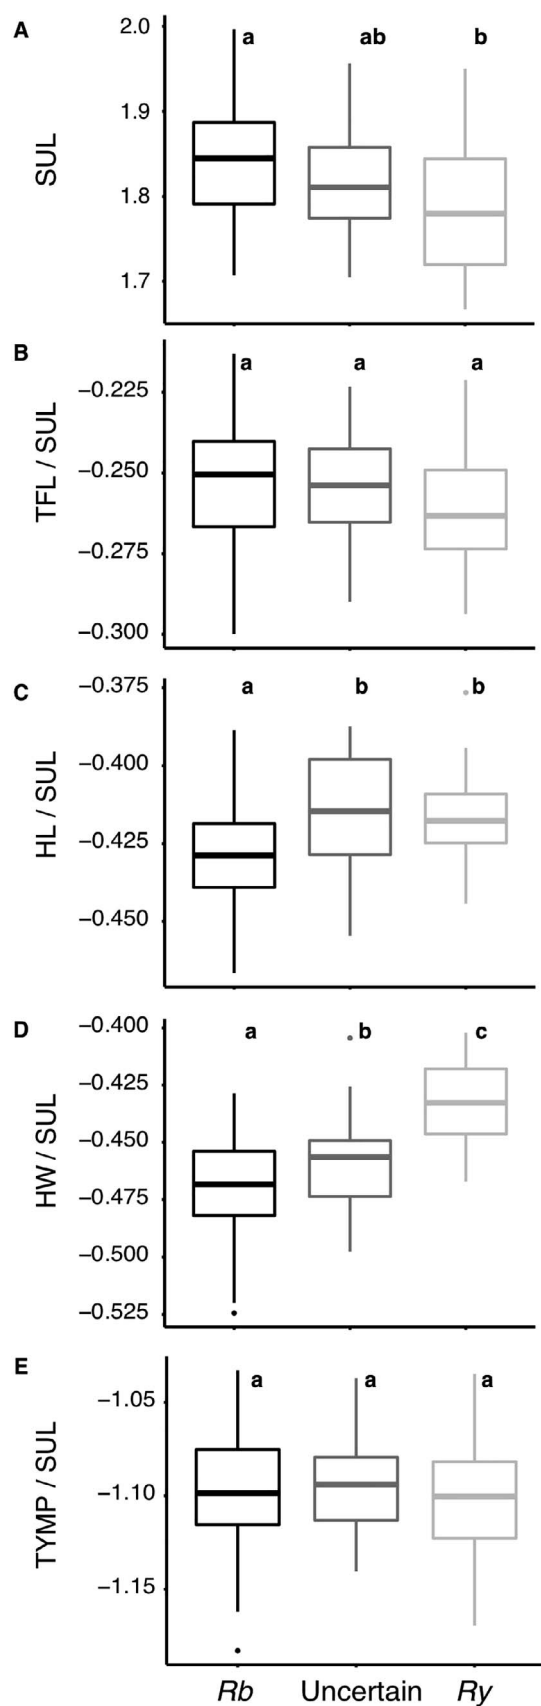 A
a ab b
2.0
1.9
1.8
1.7
SUL
B
a a a
−0.225
−0.250
−0.275
−0.300
TFL / SUL
C
a b b
−0.375
−0.400
−0.425
−0.450
HL / SUL
D
a b c
−0.400
−0.425
−0.450
−0.475
−0.500
−0.525
HW / SUL
E
a a a
−1.05
−1.10
−1.15
TYMP / SUL
Rb Uncertain Ry